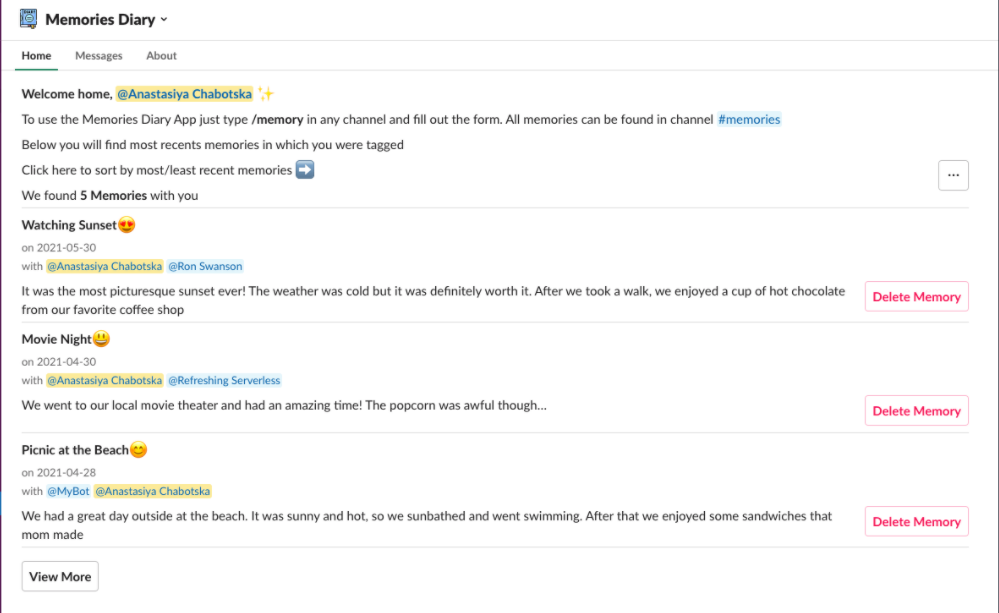 Memories Diary
Home Messages About
Welcome home, @Anastasiya Chabotska ✨
To use the Memories Diary App just type /memory in any channel and fill out the form. All memories can be found in channel #memories
Below you will find most recents memories in which you were tagged
Click here to sort by most/least recent memories ➡️
...
We found 5 Memories with you
Watching Sunset😍
on 2021-05-30
with @Anastasiya Chabotska @Ron Swanson
It was the most picturesque sunset ever! The weather was cold but it was definitely worth it. After we took a walk, we enjoyed a cup of hot chocolate
from our favorite coffee shop
Delete Memory
Movie Night😃
on 2021-04-30
with @Anastasiya Chabotska @Refreshing Serverless
We went to our local movie theater and had an amazing time! The popcorn was awful though...
Delete Memory
Picnic at the Beach😊
on 2021-04-28
with @MyBot @Anastasiya Chabotska
We had a great day outside at the beach. It was sunny and hot, so we sunbathed and went swimming. After that we enjoyed some sandwiches that
mom made
Delete Memory
View More